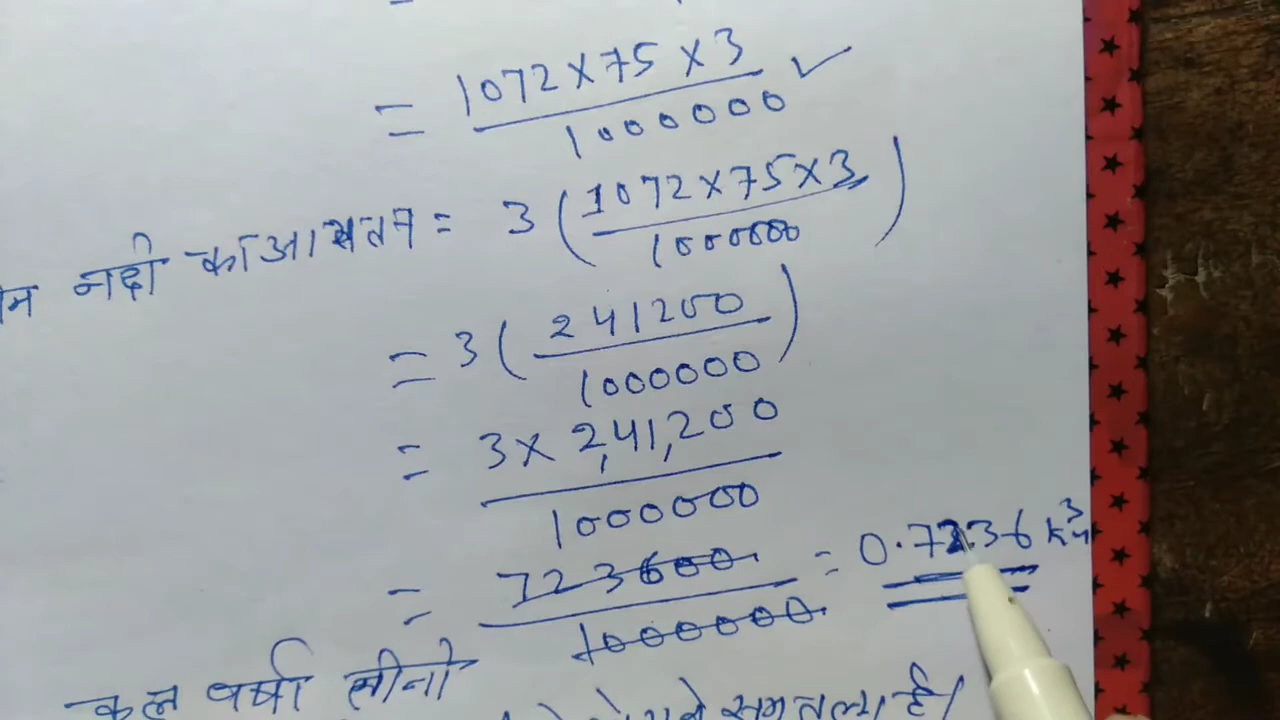 = 1072×75×3 / 1000000 ✓
नदी का आयतन = 3 ( 1072×75×3 / 1000000 )
= 3 ( 241200 / 1000000 )
= 3× 2,41,200 / 1000000
= 723600 / 1000000 = 0.7236 km³
कुल वर्षा तीनो
समतुल्य है।